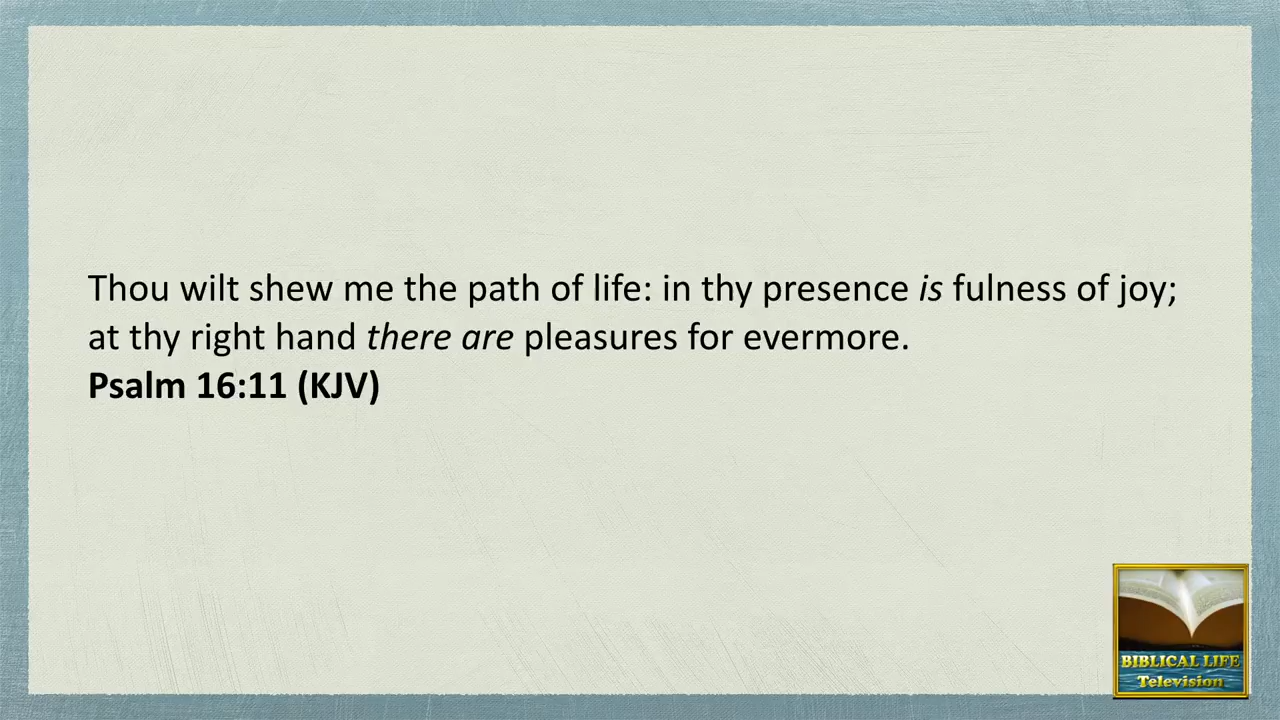 Thou wilt shew me the path of life: in thy presence is fulness of joy;
at thy right hand there are pleasures for evermore.
Psalm 16:11 (KJV)
BIBLICAL LIFE
Television